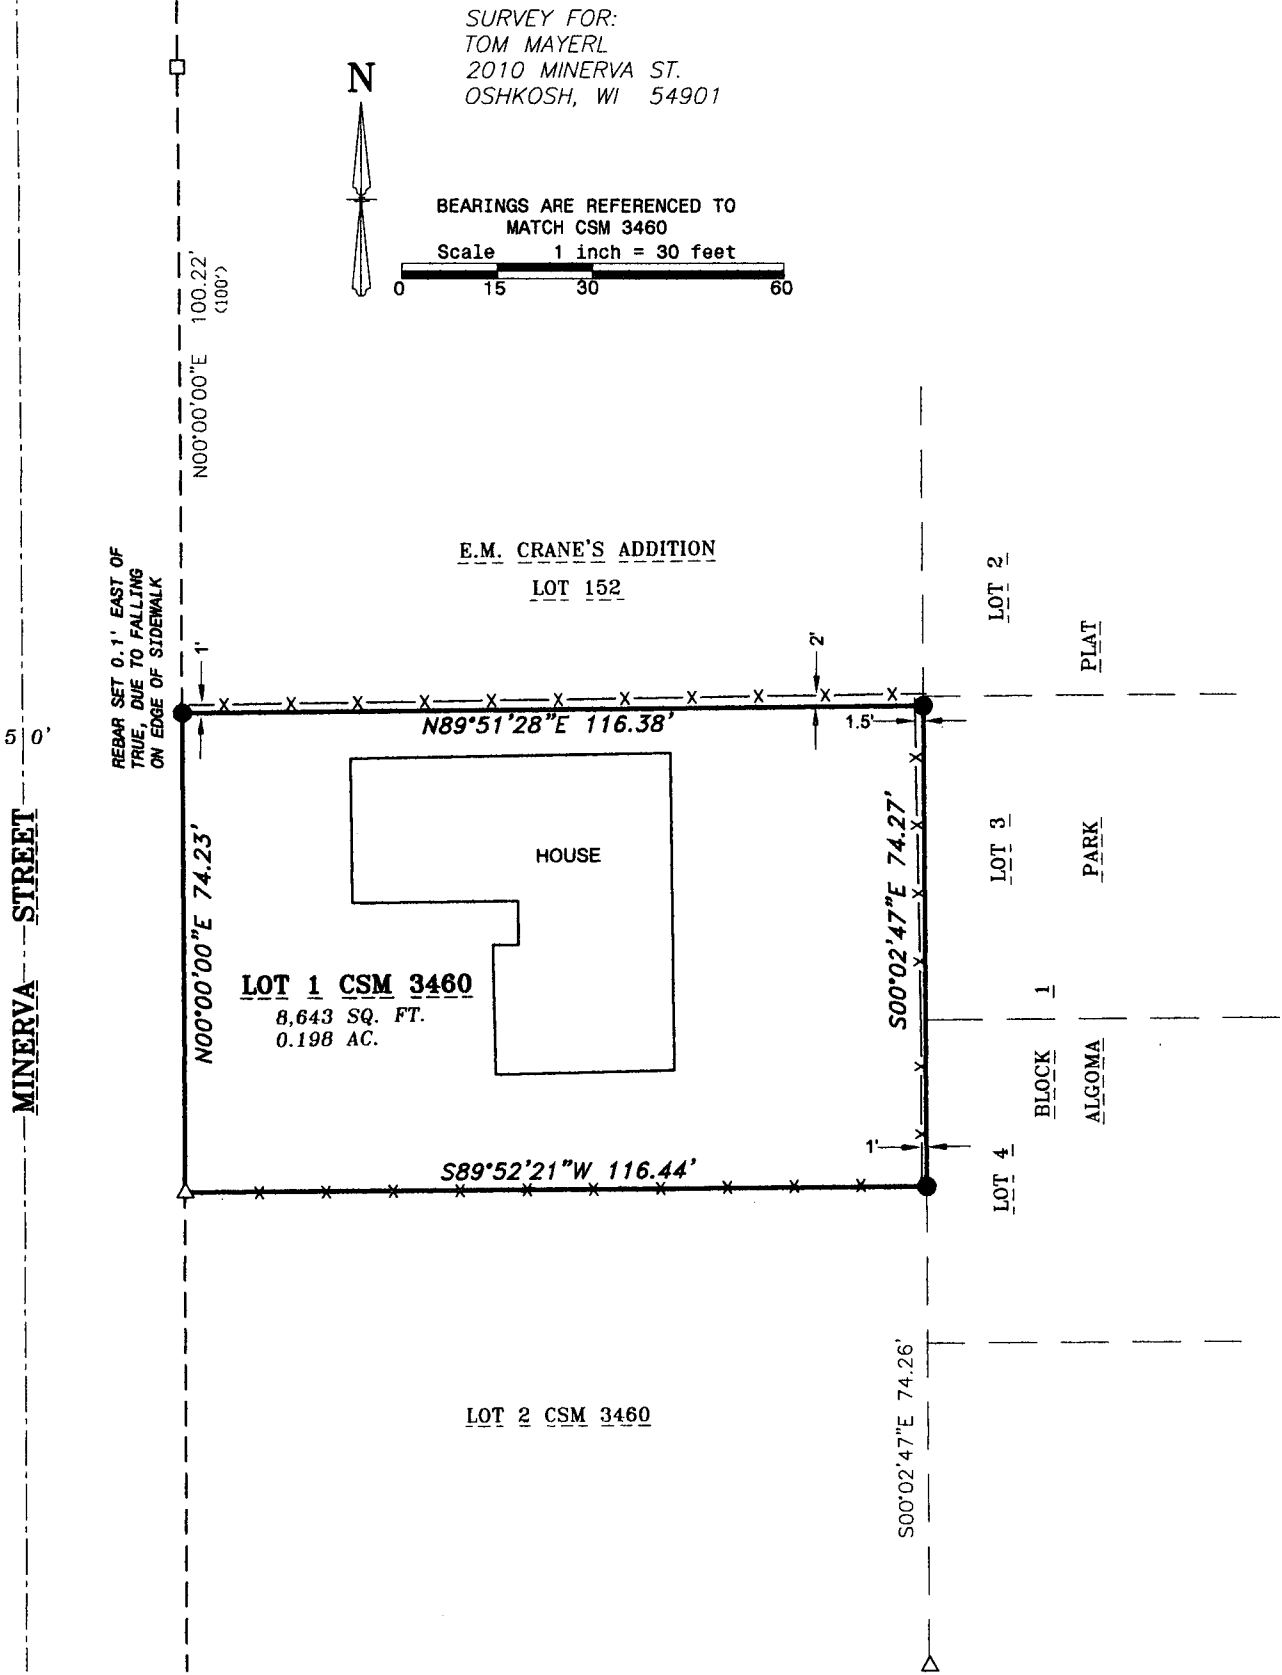 SURVEY FOR:
TOM MAYERL
2010 MINERVA ST.
OSHKOSH, WI 54901
N
BEARINGS ARE REFERENCED TO
MATCH CSM 3460
Scale 1 inch = 30 feet
0 15 30 60
N00°00'00"E 100.22'
(100')
E.M. CRANE'S ADDITION
LOT 152
LOT 2
PLAT
REBAR SET 0.1' EAST OF
TRUE, DUE TO FALLING
ON EDGE OF SIDEWALK
1'
2'
N89°51'28"E 116.38'
1.5'
50'
MINERVA STREET
N00°00'00"E 74.23'
HOUSE
S00°02'47"E 74.27'
LOT 3
PARK
LOT 1 CSM 3460
8,643 SQ. FT.
0.198 AC.
BLOCK 1
ALGOMA
1'
S89°52'21"W 116.44'
LOT 4
LOT 2 CSM 3460
S00°02'47"E 74.26'